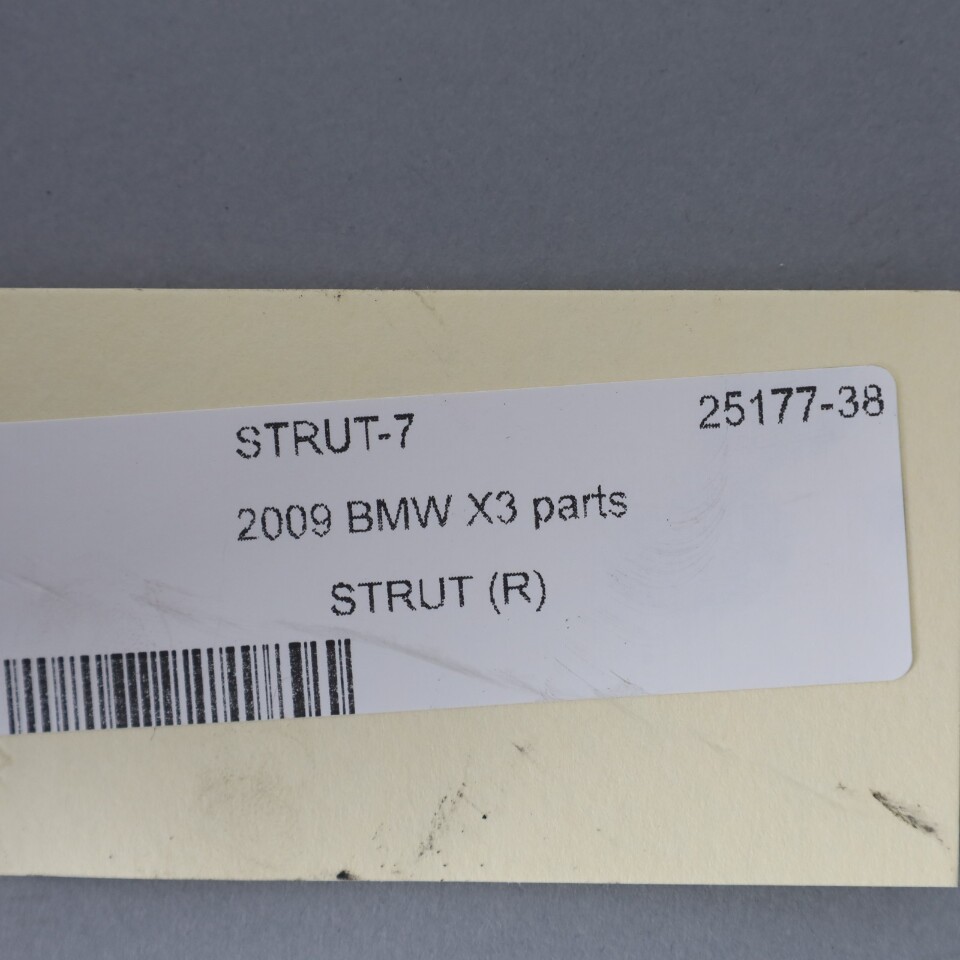 STRUT-7 25177-38
2009 BMW X3 parts
STRUT (R)